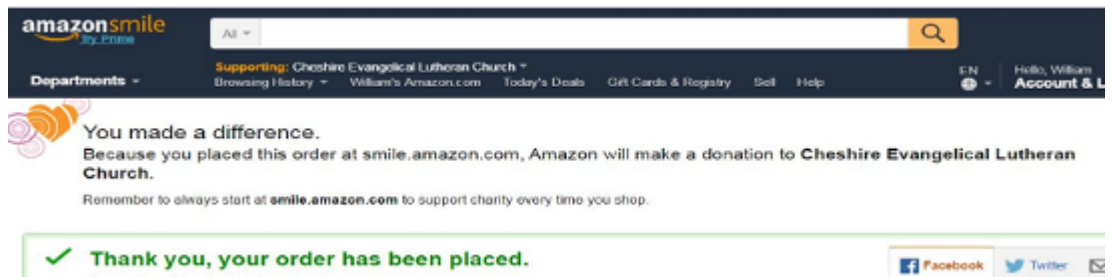 amazonsmile
Try Prime
All
Supporting: Cheshire Evangelical Lutheran Church
Departments
Browsing History William's Amazon.com Today's Deals Gift Cards & Registry Sell Help
EN
Hello, William
Account & L
You made a difference.
Because you placed this order at smile.amazon.com, Amazon will make a donation to Cheshire Evangelical Lutheran
Church.
Remember to always start at smile.amazon.com to support charity every time you shop.
Thank you, your order has been placed.
Facebook Twitter